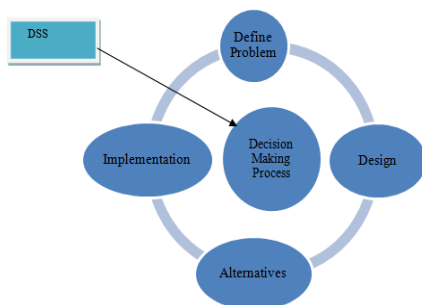 DSS
Define
Problem
Implementation
Decision
Making
Process
Design
Alternatives